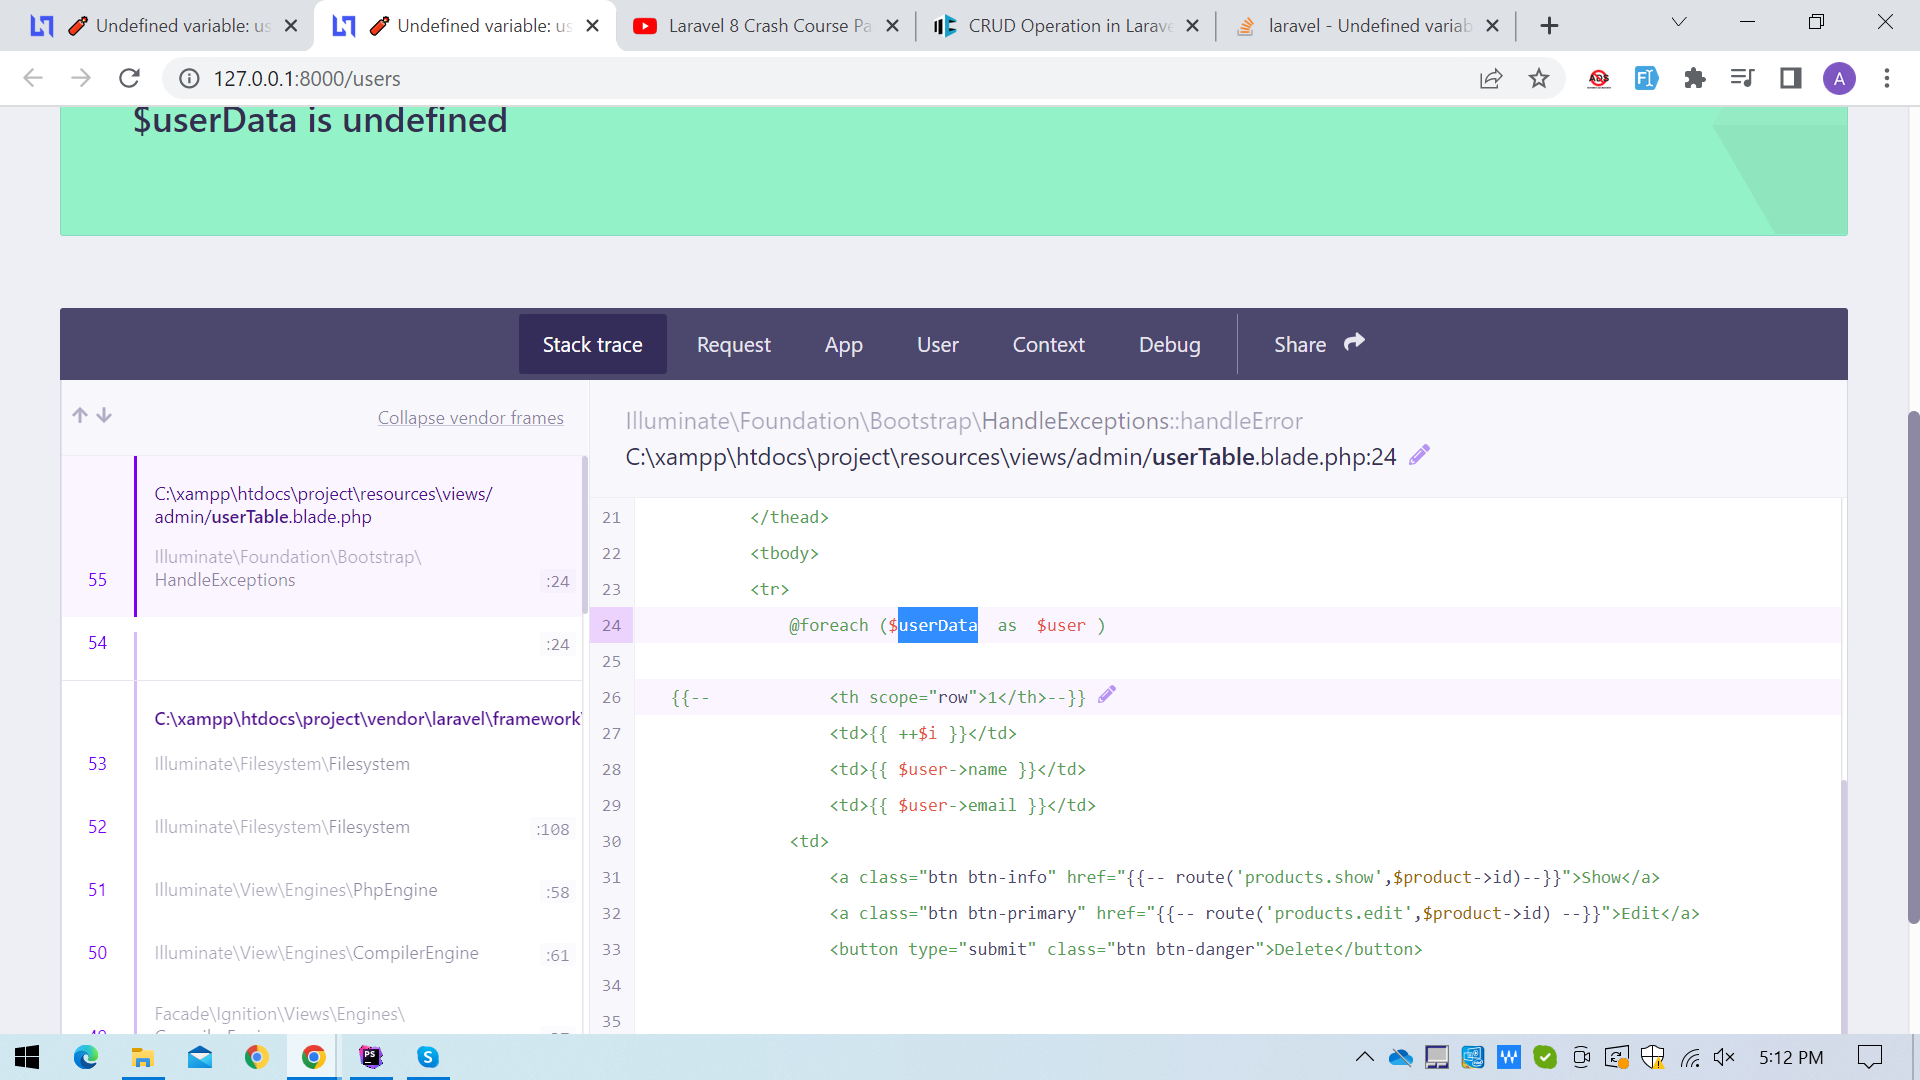 Undefined variable: us
Undefined variable: us
Laravel 8 Crash Course Pa
CRUD Operation in Larave
laravel - Undefined variab
127.0.0.1:8000/users
ADS
A
$userData is undefined
Stack trace
Request
App
User
Context
Debug
Share
Collapse vendor frames
C:\xampp\htdocs\project\resources\views/
admin/userTable.blade.php
Illuminate\Foundation\Bootstrap\
55 HandleExceptions :24
54 :24
C:\xampp\htdocs\project\vendor\laravel\framework\
53 Illuminate\Filesystem\Filesystem
52 Illuminate\Filesystem\Filesystem :108
51 Illuminate\View\Engines\PhpEngine :58
50 Illuminate\View\Engines\CompilerEngine :61
Facade\Ignition\Views\Engines\
Illuminate\Foundation\Bootstrap\HandleExceptions::handleError
C:\xampp\htdocs\project\resources\views/admin/userTable.blade.php:24
21 </thead>
22 <tbody>
23 <tr>
24 @foreach ($userData as $user )
25
26 {{-- <th scope="row">1</th>--}}
27 <td>{{ ++$i }}</td>
28 <td>{{ $user->name }}</td>
29 <td>{{ $user->email }}</td>
30 <td>
31 <a class="btn btn-info" href="{{-- route('products.show',$product->id)--}}">Show</a>
32 <a class="btn btn-primary" href="{{-- route('products.edit',$product->id) --}}">Edit</a>
33 <button type="submit" class="btn btn-danger">Delete</button>
34
35
PS
S
W
5:12 PM